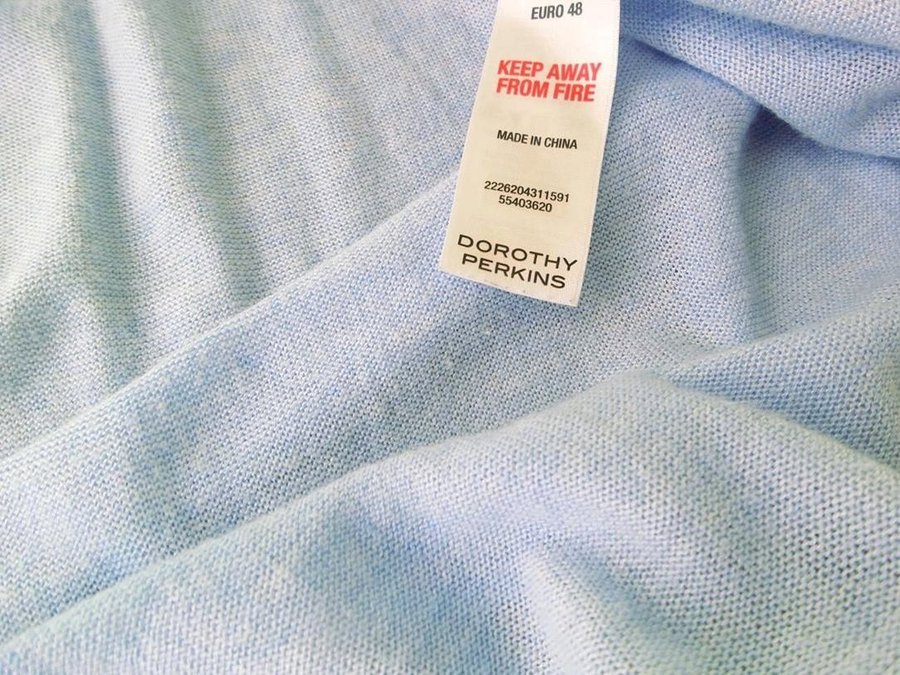 EURO 48
KEEP AWAY
FROM FIRE
MADE IN CHINA
2226204311591
55403620
DOROTHY
PERKINS